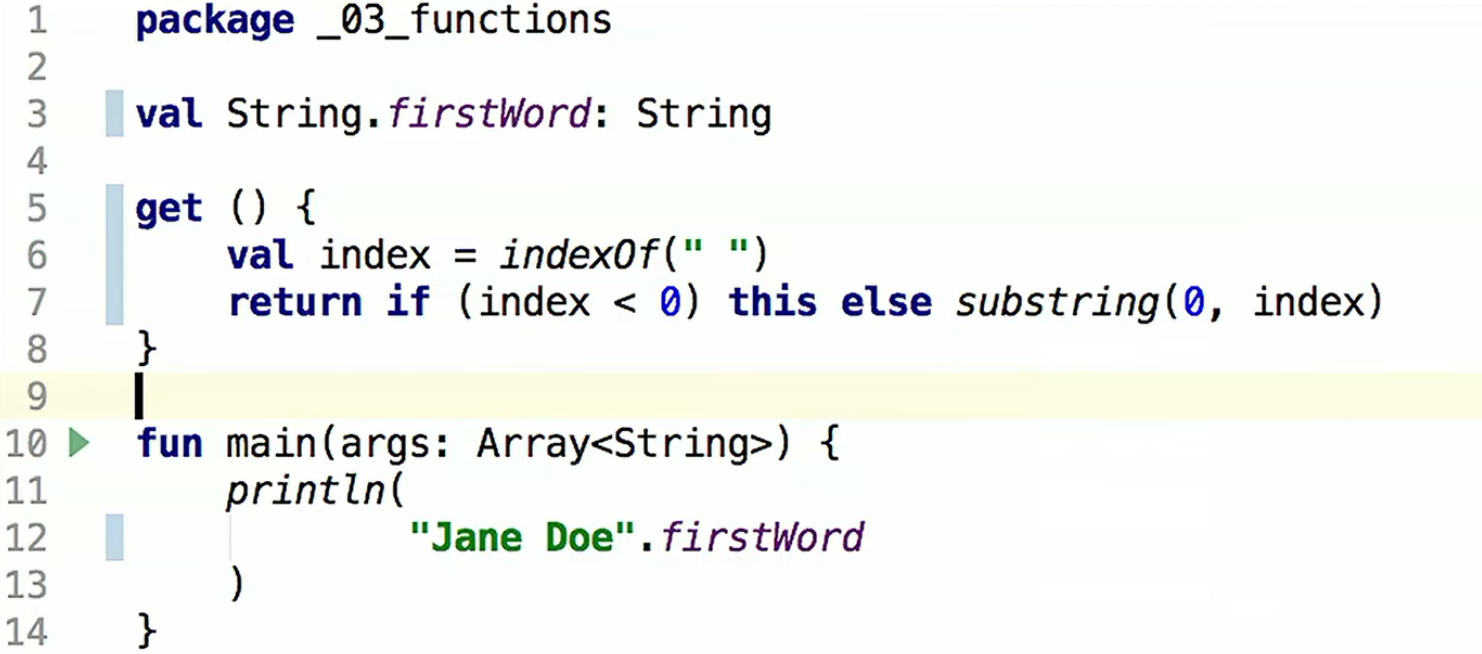 1 package _03_functions
2
3 val String.firstWord: String
4
5 get () {
6     val index = indexOf(" ")
7     return if (index < 0) this else substring(0, index)
8 }
9
10 fun main(args: Array<String>) {
11     println(
12             "Jane Doe".firstWord
13     )
14 }